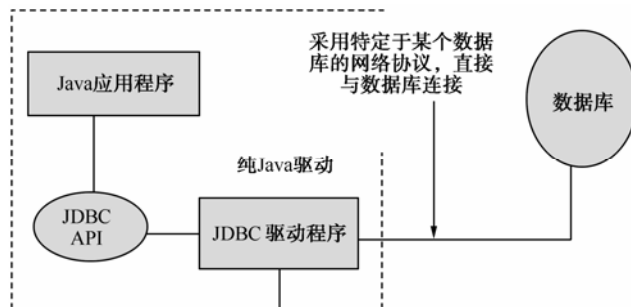 采用特定于某个数据
库的网络协议，直接
与数据库连接
Java应用程序
数据库
纯Java驱动
JDBC
API
JDBC 驱动程序